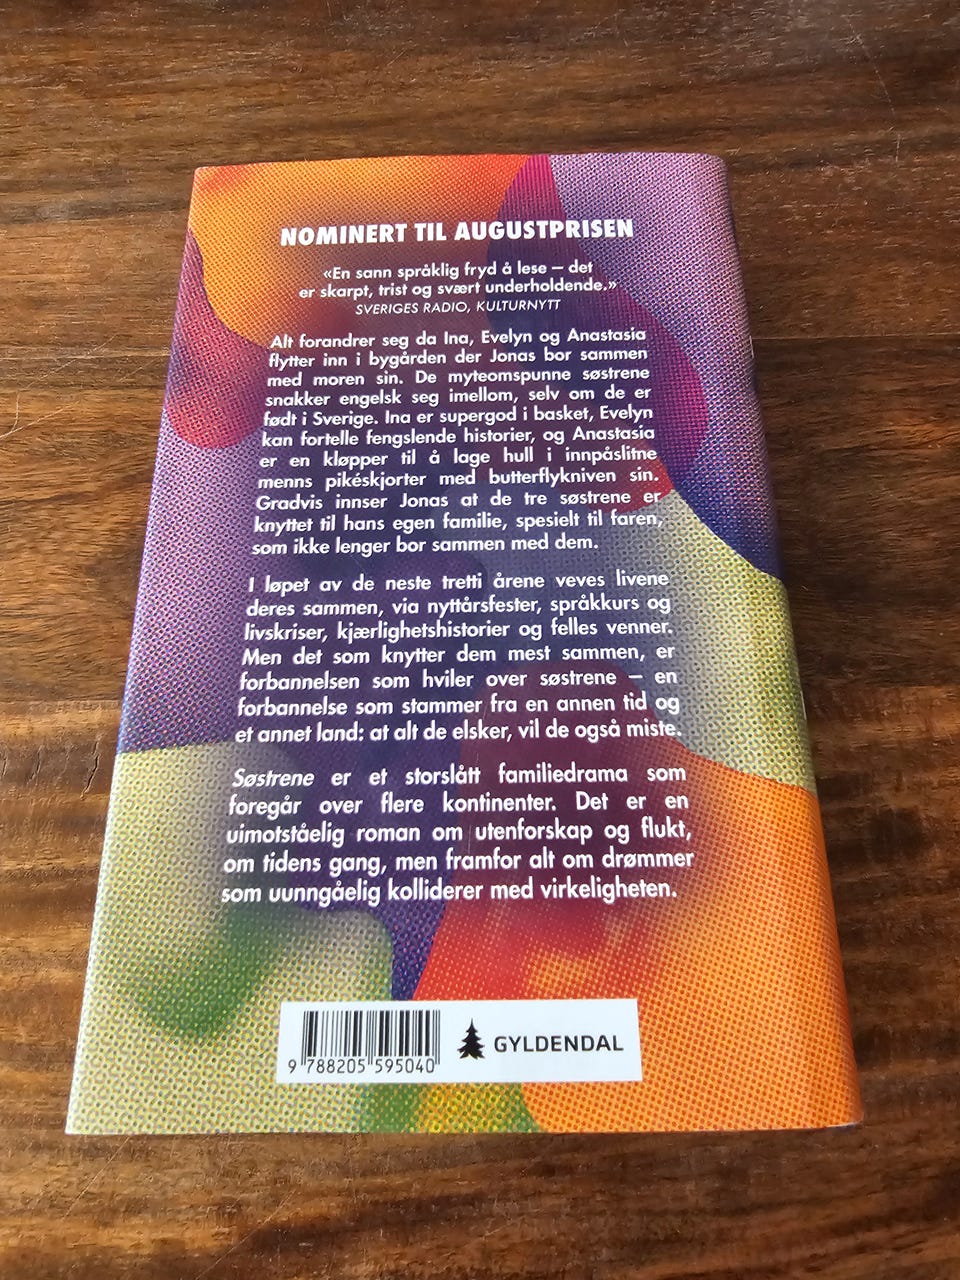 NOMINERT TIL AUGUSTPRISEN
«En sann språklig fryd å lese – det
er skarpt, trist og svært underholdende.»
SVERIGES RADIO, KULTURNYTT
Alt forandrer seg da Ina, Evelyn og Anastasia
flytter inn i bygården der Jonas bor sammen
med moren sin. De myteomspunne søstrene
snakker engelsk seg imellom, selv om de er
født i Sverige. Ina er supergod i basket, Evelyn
kan fortelle fengslende historier, og Anastasia
er en kløpper til å lage hull i innpåslitne
menns pikéskjorter med butterflykniven sin.
Gradvis innser Jonas at de tre søstrene er
knyttet til hans egen familie, spesielt til faren,
som ikke lenger bor sammen med dem.
I løpet av de neste tretti årene veves livene
deres sammen, via nyttårsfester, språkkurs og
livskriser, kjærlighetshistorier og felles venner.
Men det som knytter dem mest sammen, er
forbannelsen som hviler over søstrene – en
forbannelse som stammer fra en annen tid og
et annet land: at alt de elsker, vil de også miste.
Søstrene er et storslått familiedrama som
foregår over flere kontinenter. Det er en
uimotståelig roman om utenforskap og flukt,
om tidens gang, men framfor alt om drømmer
som uunngåelig kolliderer med virkeligheten.
9 788205 595040
GYLDENDAL